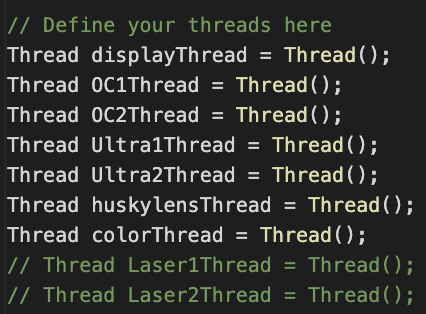 // Define your threads here
Thread displayThread = Thread();
Thread OC1Thread = Thread();
Thread OC2Thread = Thread();
Thread Ultra1Thread = Thread();
Thread Ultra2Thread = Thread();
Thread huskylensThread = Thread();
Thread colorThread = Thread();
// Thread Laser1Thread = Thread();
// Thread Laser2Thread = Thread();